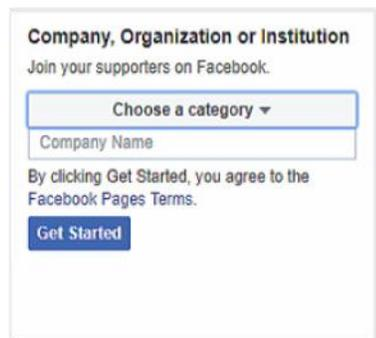 Company, Organization or Institution
Join your supporters on Facebook.
Choose a category
Company Name
By clicking Get Started, you agree to the
Facebook Pages Terms.
Get Started